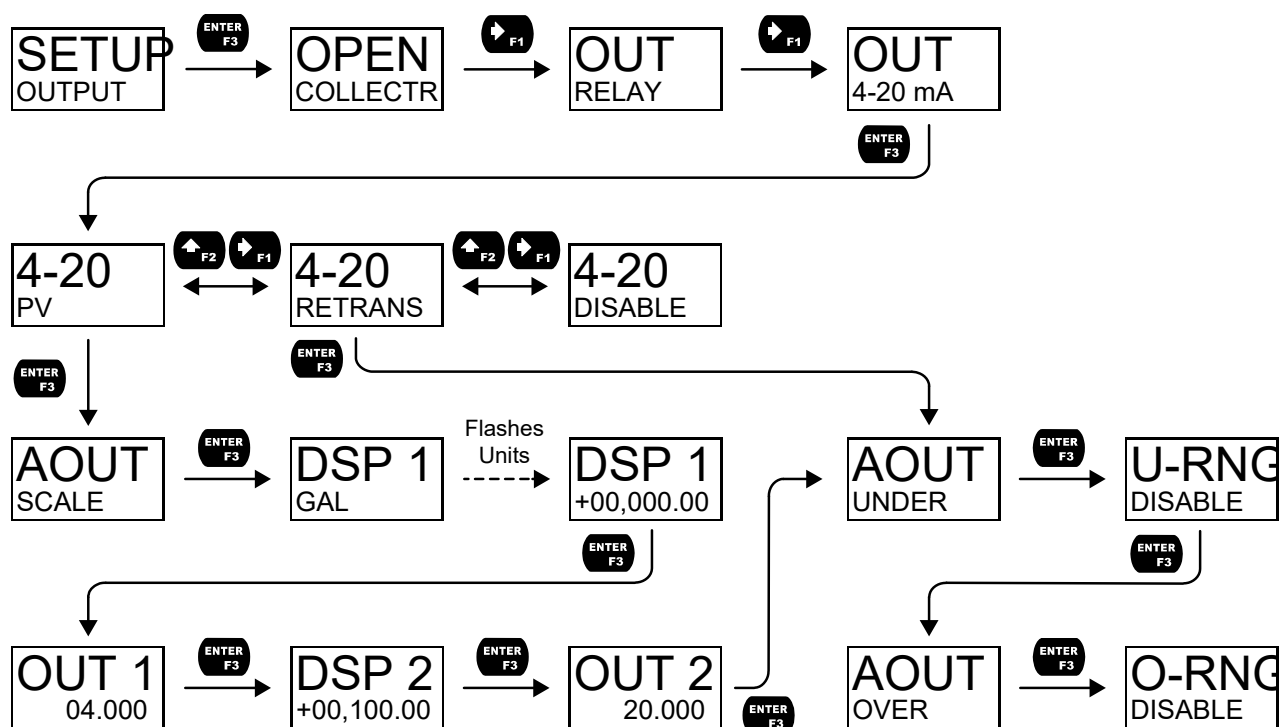 ENTER
F3
F1
F1
SETUP
OUTPUT
OPEN
COLLECTR
OUT
RELAY
OUT
4-20 mA
ENTER
F3
F2
F1
F2
F1
4-20
PV
4-20
RETRANS
4-20
DISABLE
ENTER
F3
ENTER
F3
Flashes
Units
ENTER
F3
ENTER
F3
AOUT
SCALE
DSP 1
GAL
DSP 1
+00,000.00
AOUT
UNDER
U-RNG
DISABLE
ENTER
F3
ENTER
F3
ENTER
F3
ENTER
F3
ENTER
F3
OUT 1
04.000
DSP 2
+00,100.00
OUT 2
20.000
ENTER
F3
AOUT
OVER
O-RNG
DISABLE